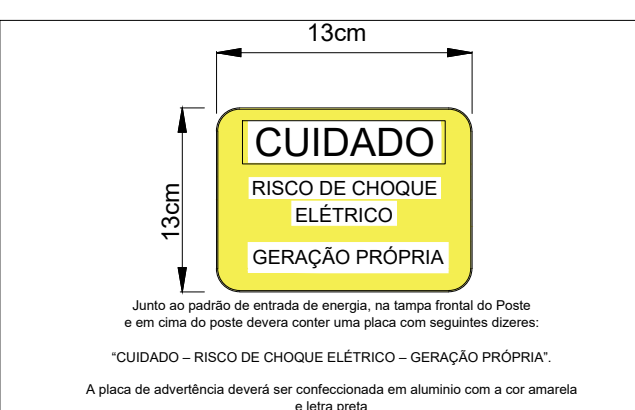 13cm
13cm
CUIDADO
RISCO DE CHOQUE
ELÉTRICO
GERAÇÃO PRÓPRIA
Junto ao padrão de entrada de energia, na tampa frontal do Poste
e em cima do poste devera conter uma placa com seguintes dizeres:
“CUIDADO – RISCO DE CHOQUE ELÉTRICO – GERAÇÃO PRÓPRIA”.
A placa de advertência deverá ser confeccionada em aluminio com a cor amarela
e letra preta